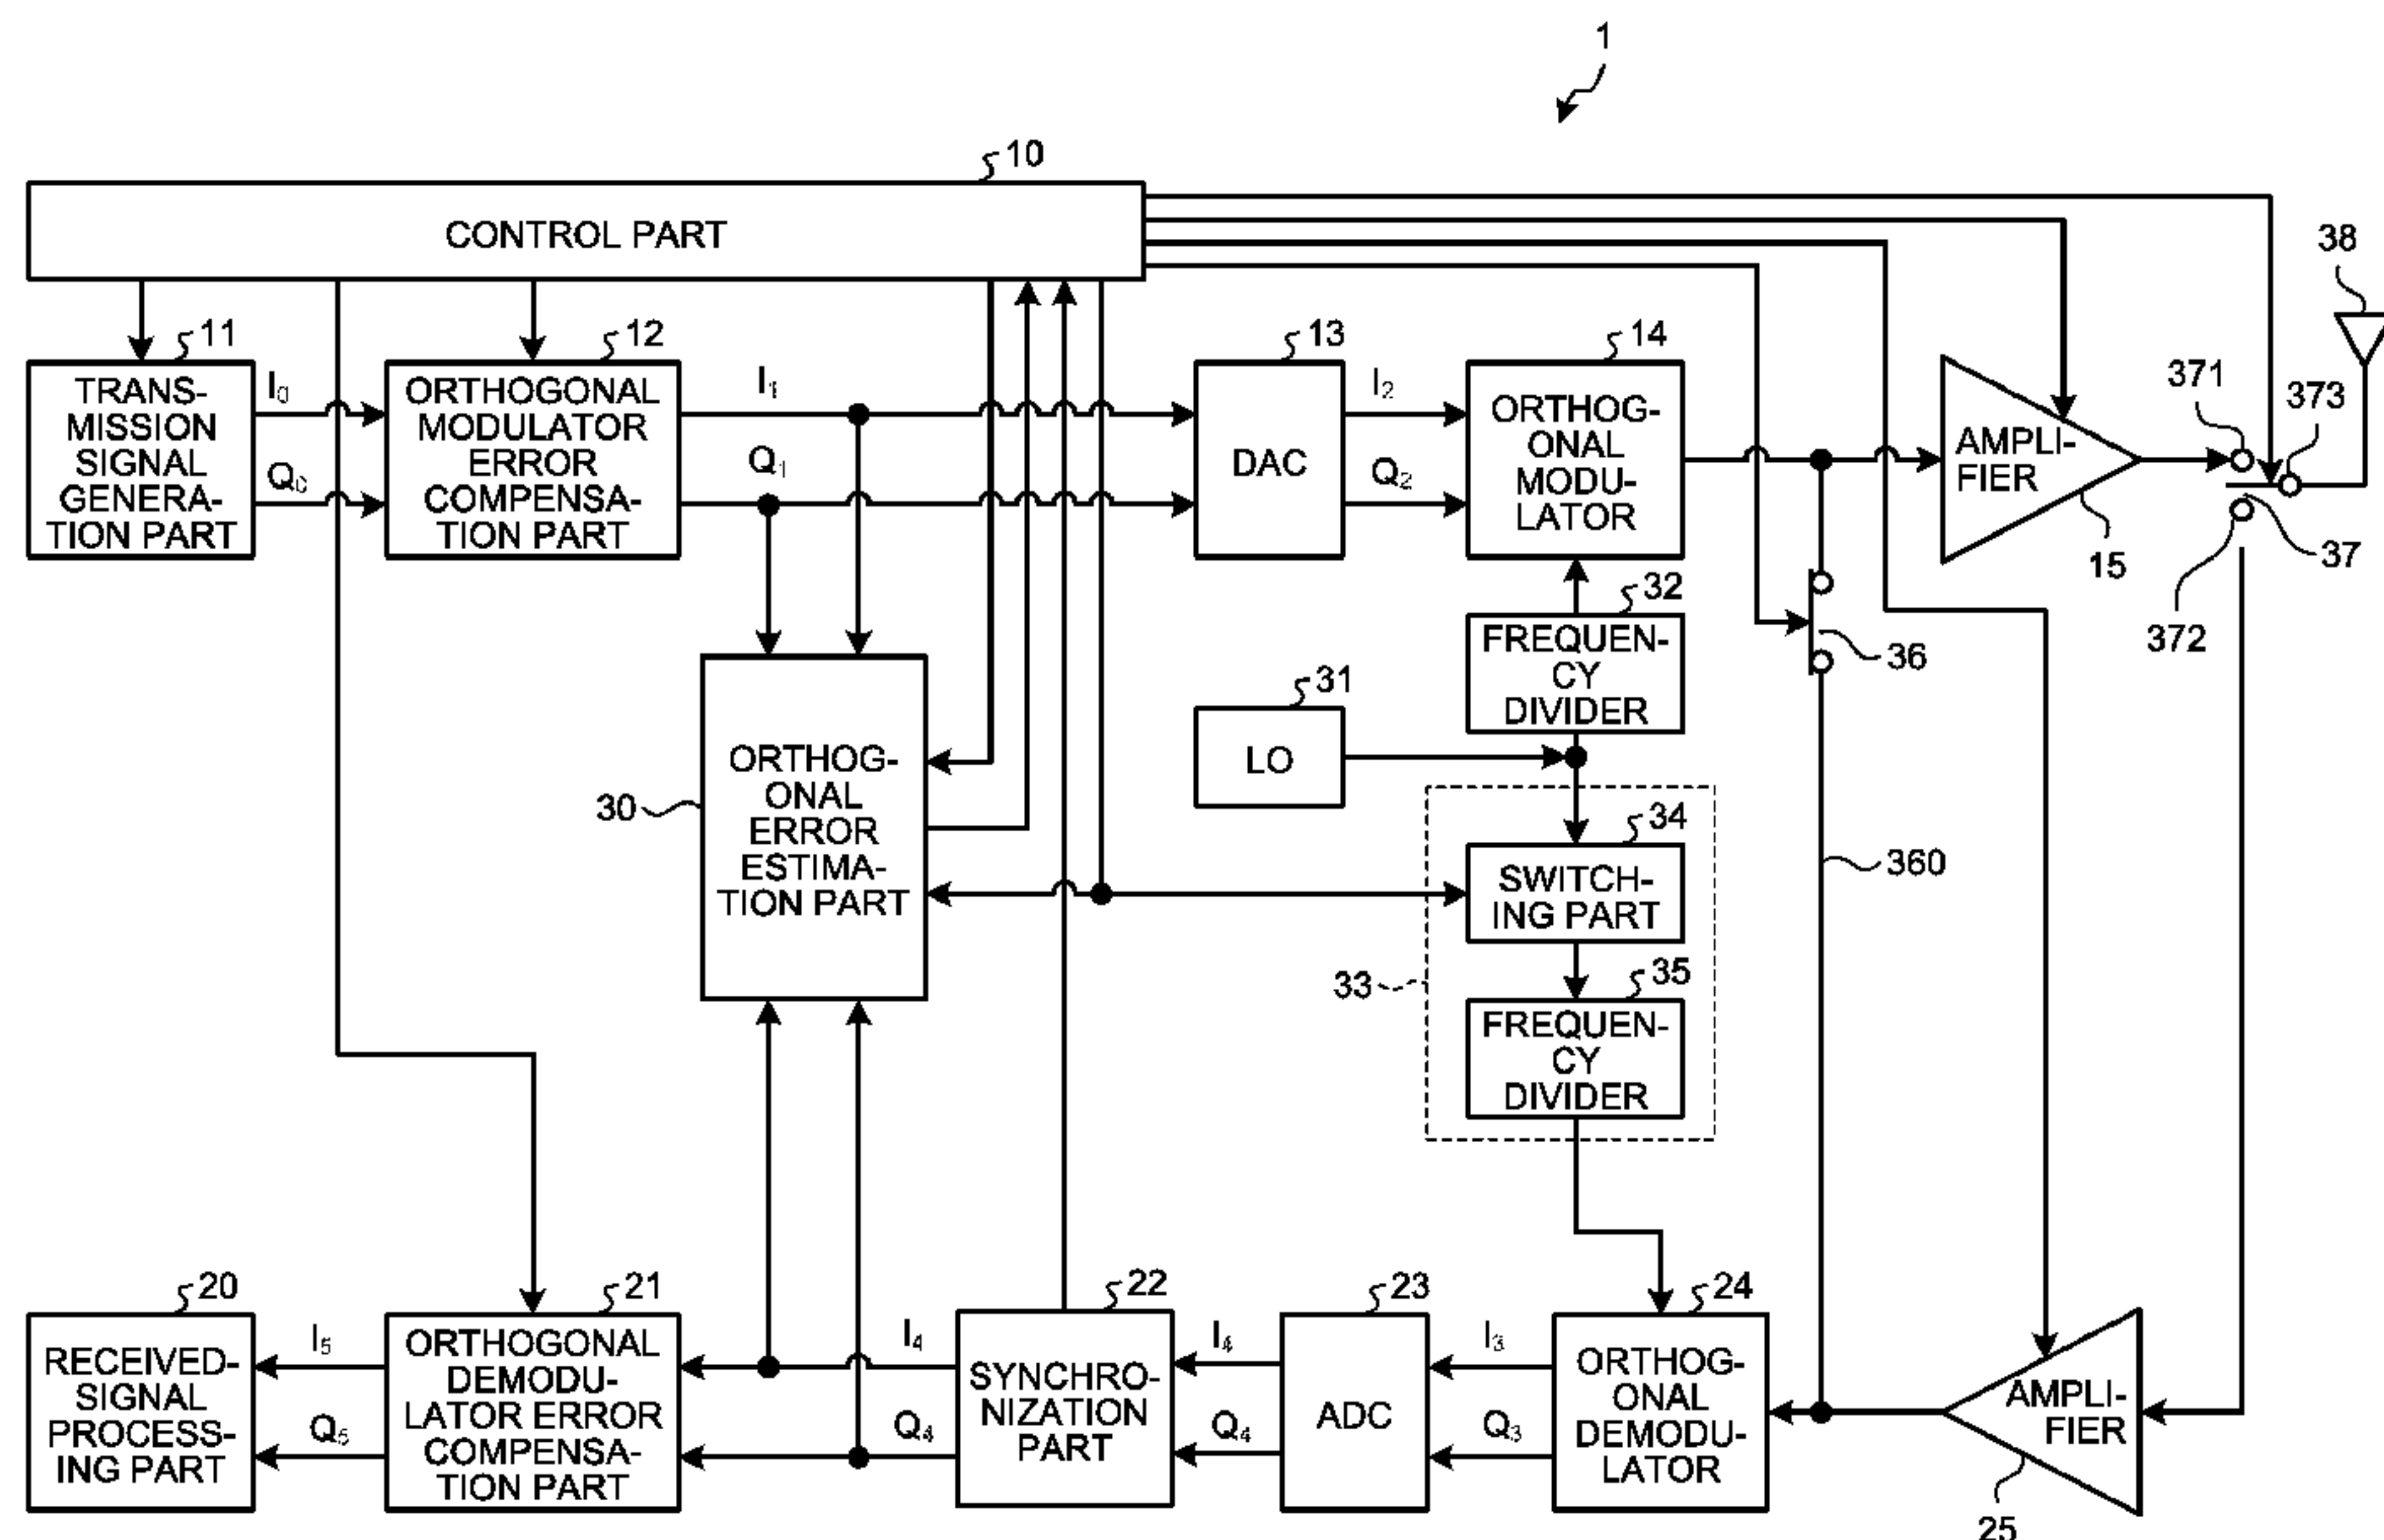 1
10
CONTROL PART
38
11
TRANS-
MISSION
SIGNAL
GENERA-
TION PART
I0
Q0
12
ORTHOGONAL
MODULATOR
ERROR
COMPENSA-
TION PART
I1
Q1
13
DAC
I2
Q2
14
ORTHOG-
ONAL
MODU-
LATOR
AMPLI-
FIER
15
371
373
37
372
32
FREQUEN-
CY
DIVIDER
36
31
LO
30
ORTHOG-
ONAL
ERROR
ESTIMA-
TION PART
34
SWITCH-
ING PART
360
33
35
FREQUEN-
CY
DIVIDER
20
RECEIVED-
SIGNAL
PROCESS-
ING PART
I5
Q5
21
ORTHOGONAL
DEMODU-
LATOR ERROR
COMPENSA-
TION PART
I4
Q4
22
SYNCHRO-
NIZATION
PART
I4
Q4
23
ADC
I3
Q3
24
ORTHOG-
ONAL
DEMODU-
LATOR
AMPLI-
FIER
25